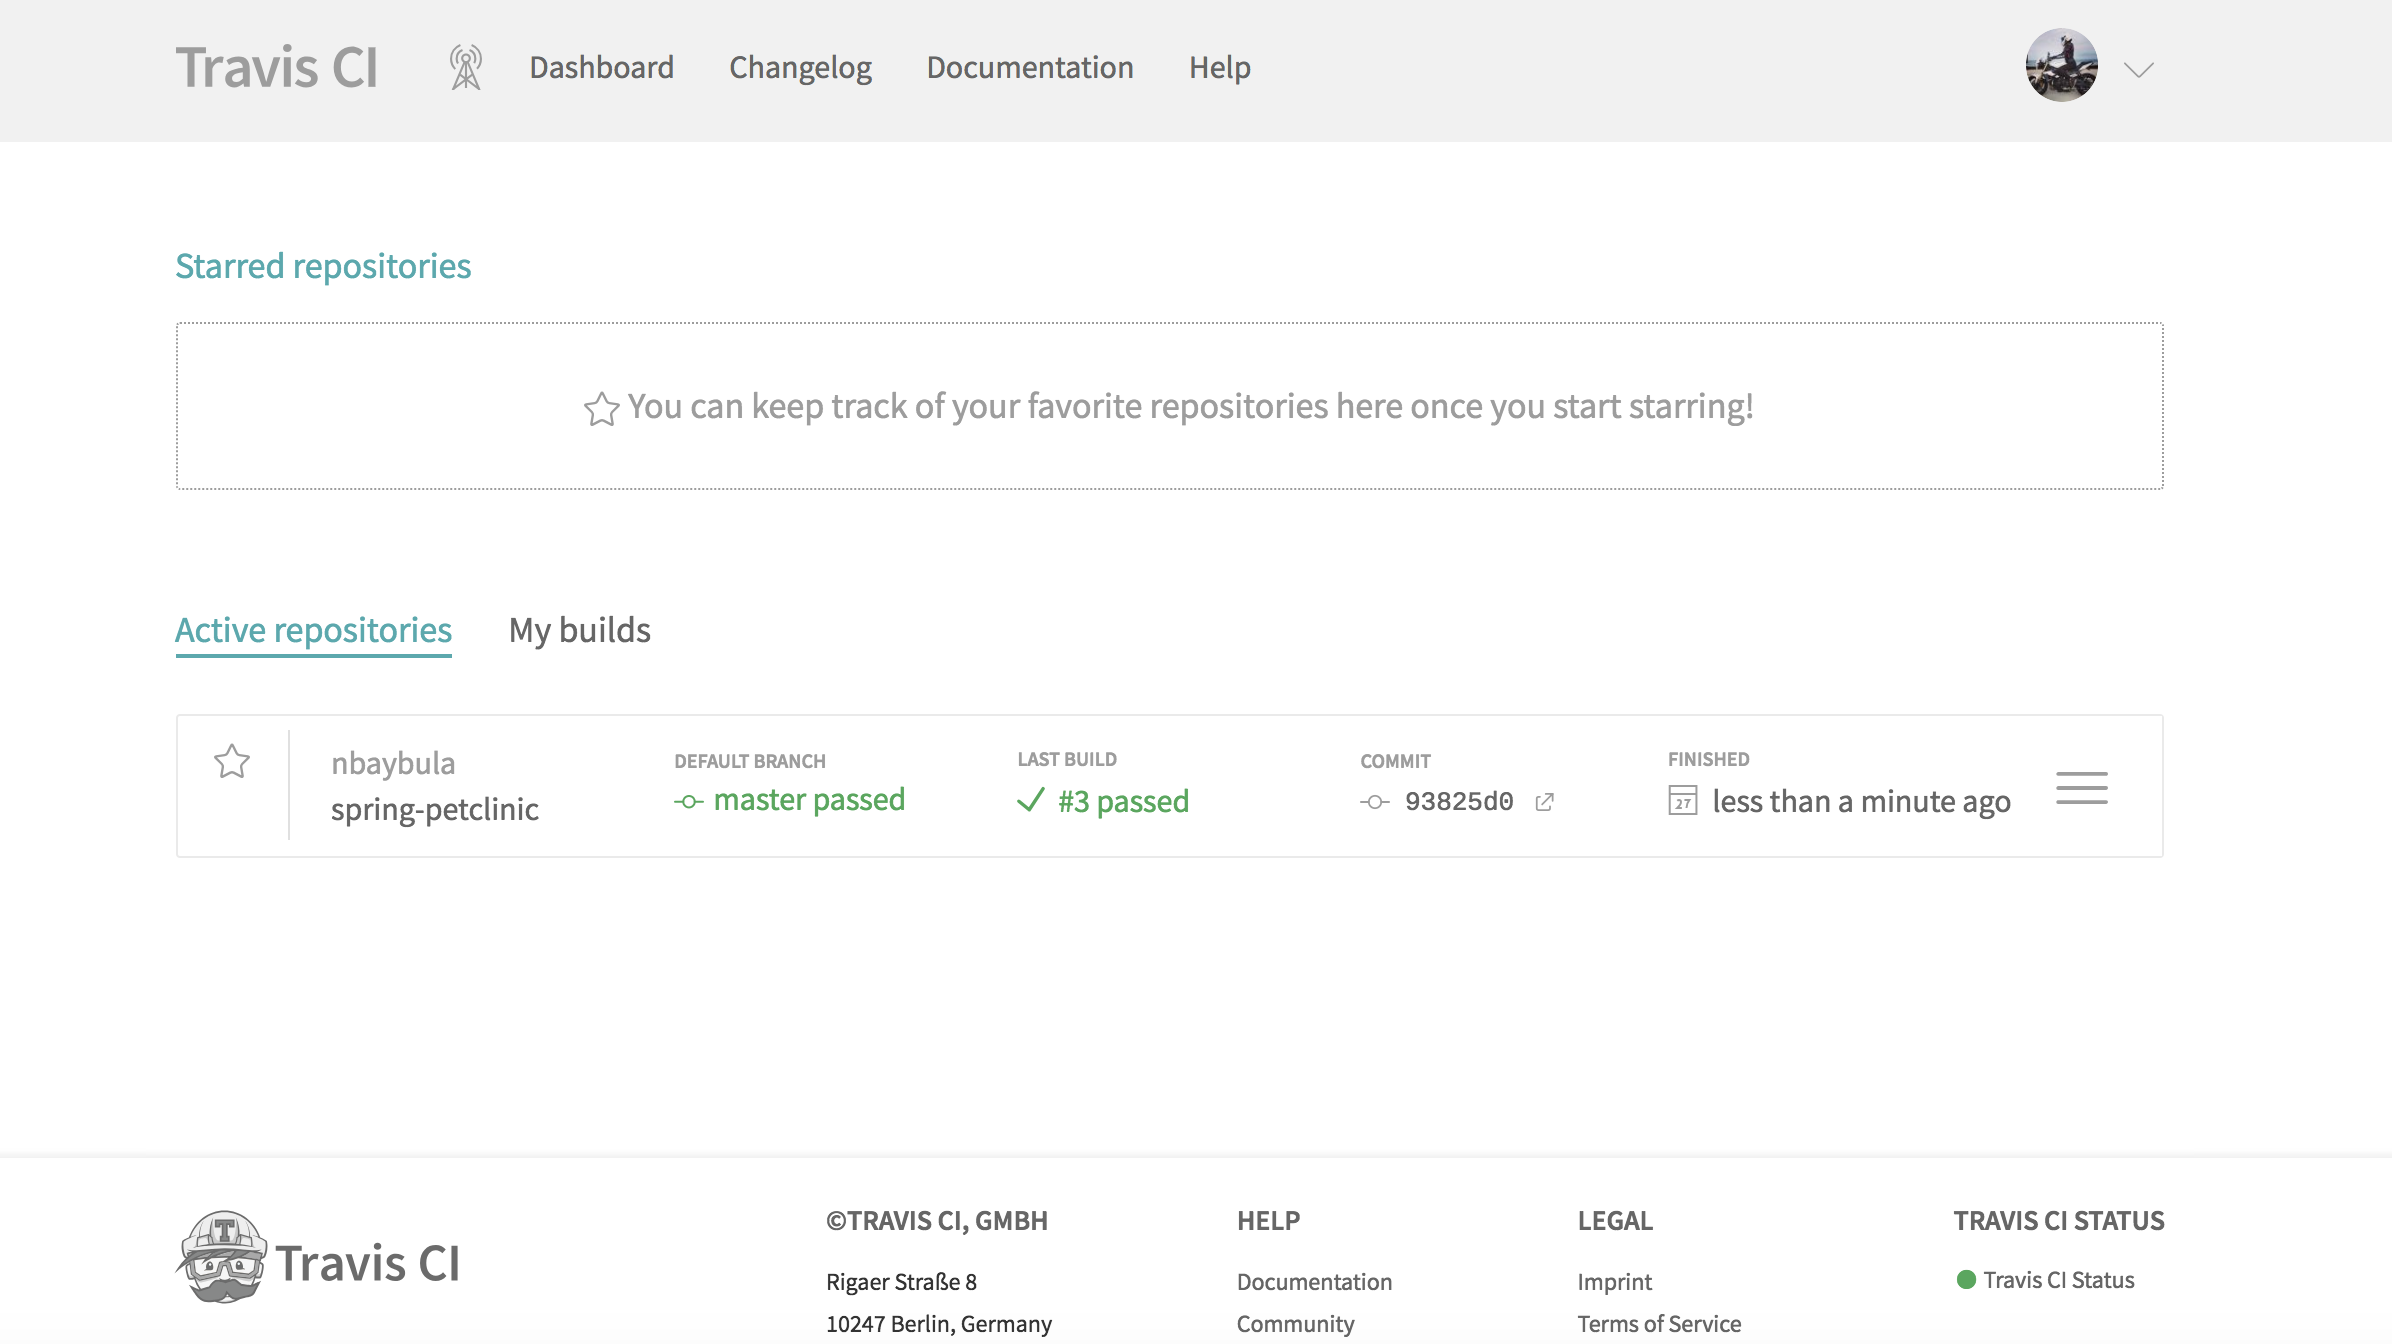 Travis CI
Dashboard
Changelog
Documentation
Help
Starred repositories
You can keep track of your favorite repositories here once you start starring!
Active repositories
My builds
nbaybula
spring-petclinic
DEFAULT BRANCH
master passed
LAST BUILD
#3 passed
COMMIT
93825d0
FINISHED
27
less than a minute ago
T
Travis CI
©TRAVIS CI, GMBH
Rigaer Straße 8
10247 Berlin, Germany
HELP
Documentation
Community
LEGAL
Imprint
Terms of Service
TRAVIS CI STATUS
Travis CI Status